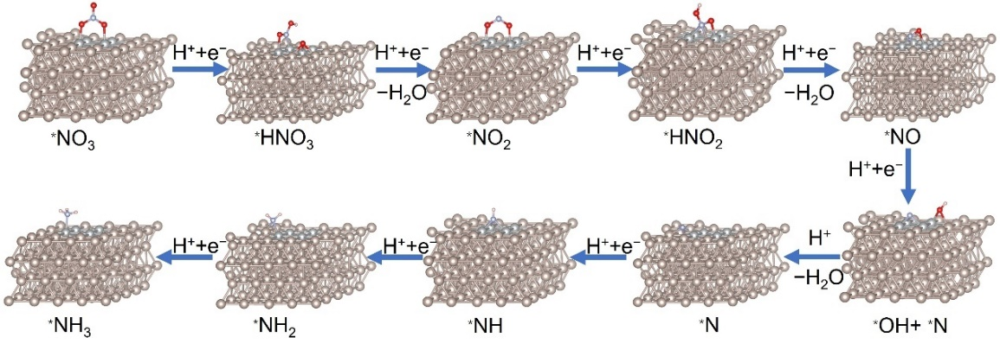 H⁺+e⁻
H⁺+e⁻
−H₂O
H⁺+e⁻
H⁺+e⁻
−H₂O
*NO₃
*HNO₃
*NO₂
*HNO₂
*NO
H⁺+e⁻
H⁺+e⁻
H⁺+e⁻
H⁺+e⁻
H⁺
−H₂O
*NH₃
*NH₂
*NH
*N
*OH+ *N